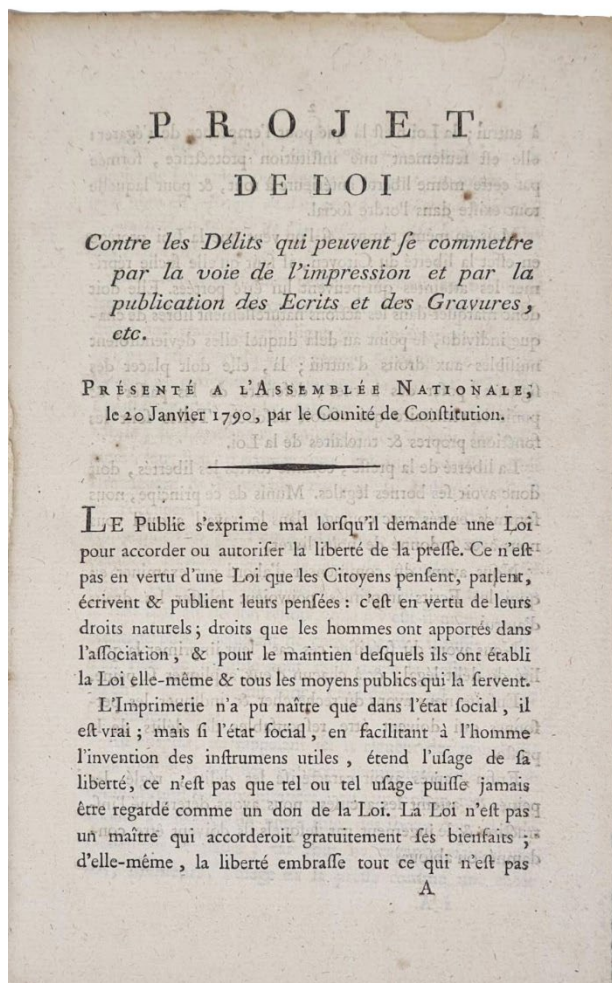 PROJET
DE LOI
Contre les Délits qui peuvent ſe commettre
par la voie de l'impression et par la
publication des Ecrits et des Gravures,
etc.
PRÉSENTÉ A L'ASSEMBLÉE NATIONALE,
le 20 Janvier 1790, par le Comité de Conſtitution.
LE Public s'exprime mal lorſqu'il demande une Loi
pour accorder ou autoriſer la liberté de la preſſe. Ce n'eſt
pas en vertu d'une Loi que les Citoyens penſent, parlent,
écrivent & publient leurs penſées : c'eſt en vertu de leurs
droits naturels ; droits que les hommes ont apportés dans
l'aſſociation, & pour le maintien deſquels ils ont établi
la Loi elle-même & tous les moyens publics qui la ſervent.
L'Imprimerie n'a pu naître que dans l'état ſocial, il
eſt vrai ; mais ſi l'état ſocial, en facilitant à l'homme
l'invention des inſtrumens utiles, étend l'uſage de ſa
liberté, ce n'eſt pas que tel ou tel uſage puiſſe jamais
être regardé comme un don de la Loi. La Loi n'eſt pas
un maître qui accorderoit gratuitement ſes bienfaits ;
d'elle-même, la liberté embraſſe tout ce qui n'eſt pas
A